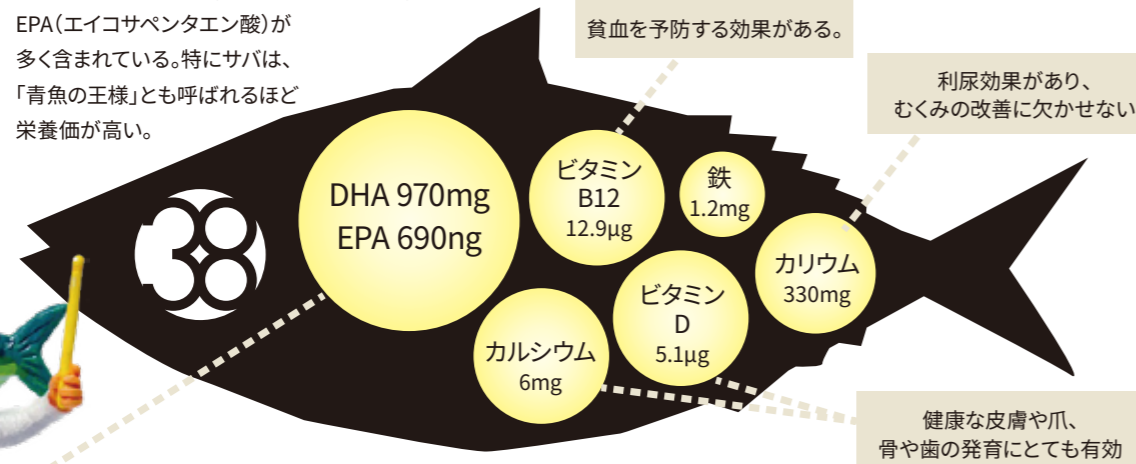 EPA(エイコサペンタエン酸)が
多く含まれている。特にサバは、
「青魚の王様」とも呼ばれるほど
栄養価が高い。
貧血を予防する効果がある。
利尿効果があり、
むくみの改善に欠かせない
38
DHA 970mg
EPA 690ng
ビタミン
B12
12.9μg
鉄
1.2mg
カリウム
330mg
ビタミン
D
5.1μg
カルシウム
6mg
健康な皮膚や爪、
骨や歯の発育にとても有効